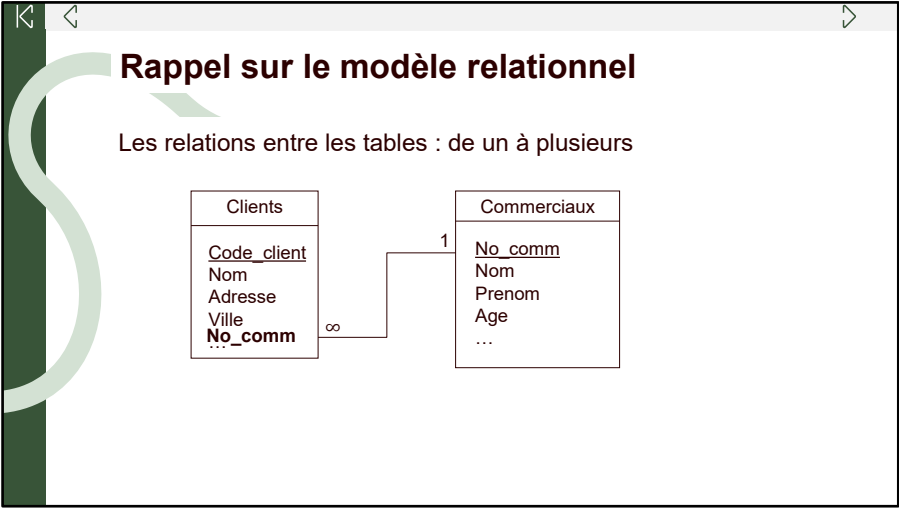 Rappel sur le modèle relationnel
Les relations entre les tables : de un à plusieurs
Clients
Code_client
Nom
Adresse
Ville
No_comm
…
∞
1
Commerciaux
No_comm
Nom
Prenom
Age
…